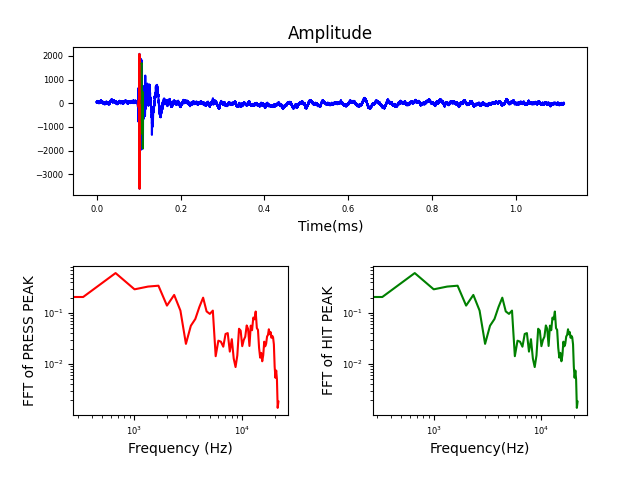 Amplitude
2000
1000
0
−1000
−2000
−3000
0.0 0.2 0.4 0.6 0.8 1.0
Time(ms)
FFT of PRESS PEAK
10⁻¹
10⁻²
10³ 10⁴
Frequency (Hz)
FFT of HIT PEAK
10⁻¹
10⁻²
10³ 10⁴
Frequency(Hz)